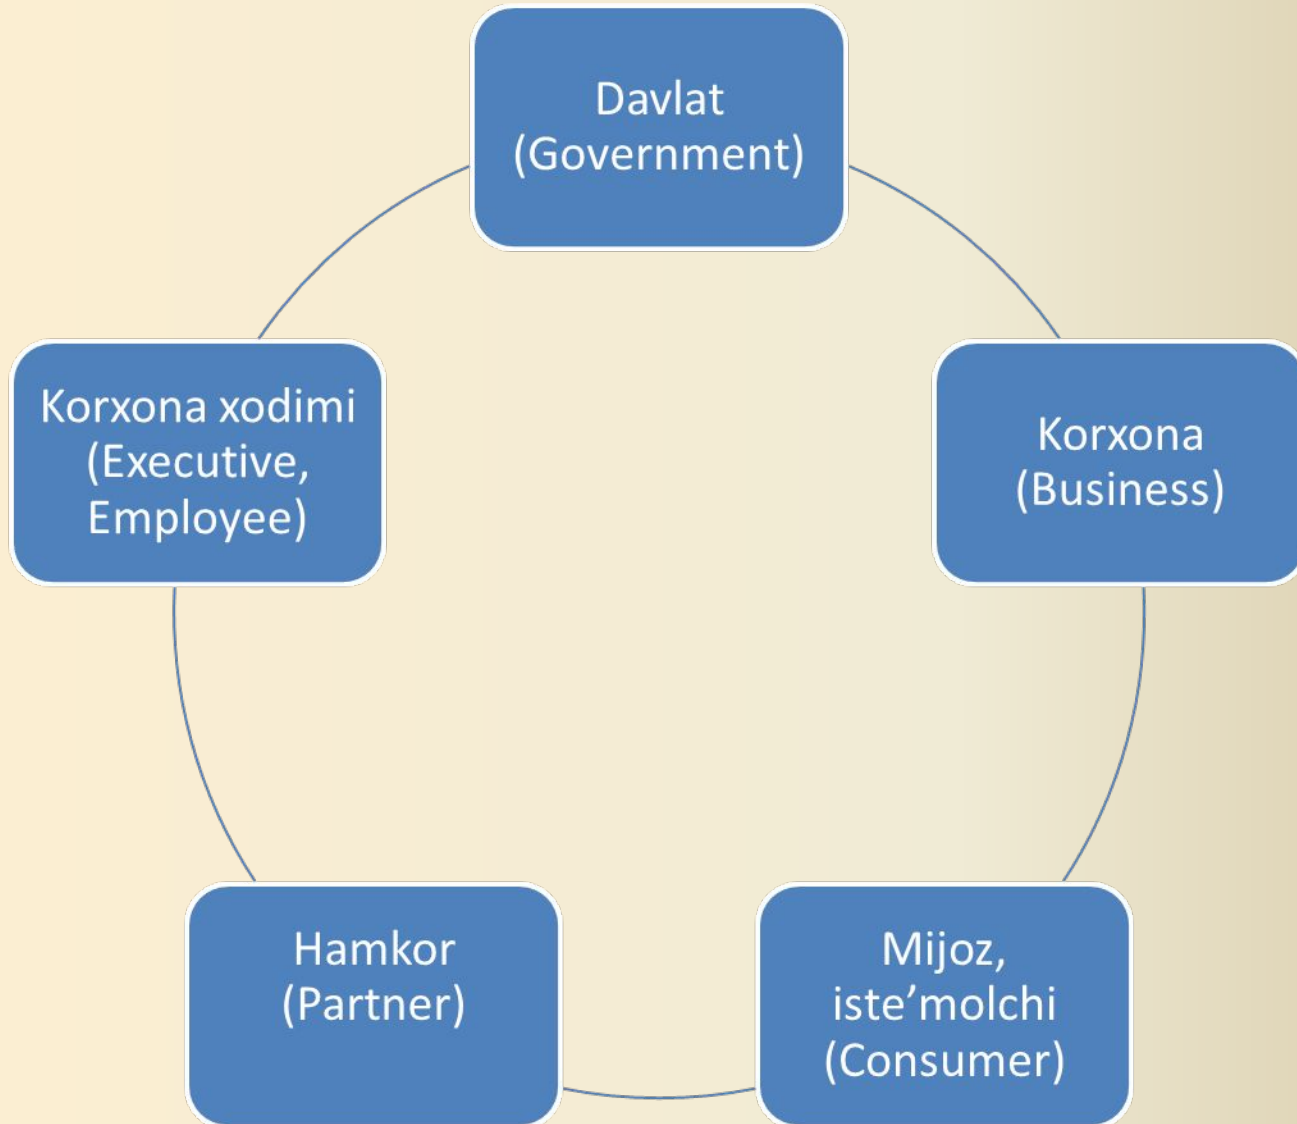 Davlat
(Government)
Korxona xodimi
(Executive,
Employee)
Korxona
(Business)
Hamkor
(Partner)
Mijoz,
iste’molchi
(Consumer)